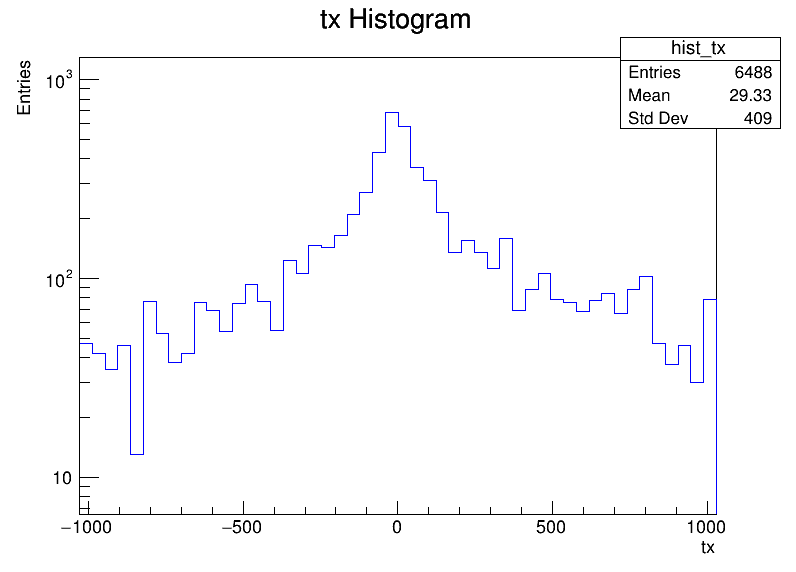 tx Histogram
hist_tx
Entries 6488
Mean 29.33
Std Dev 409
Entries
10³
10²
10
−1000 −500 0 500 1000
tx